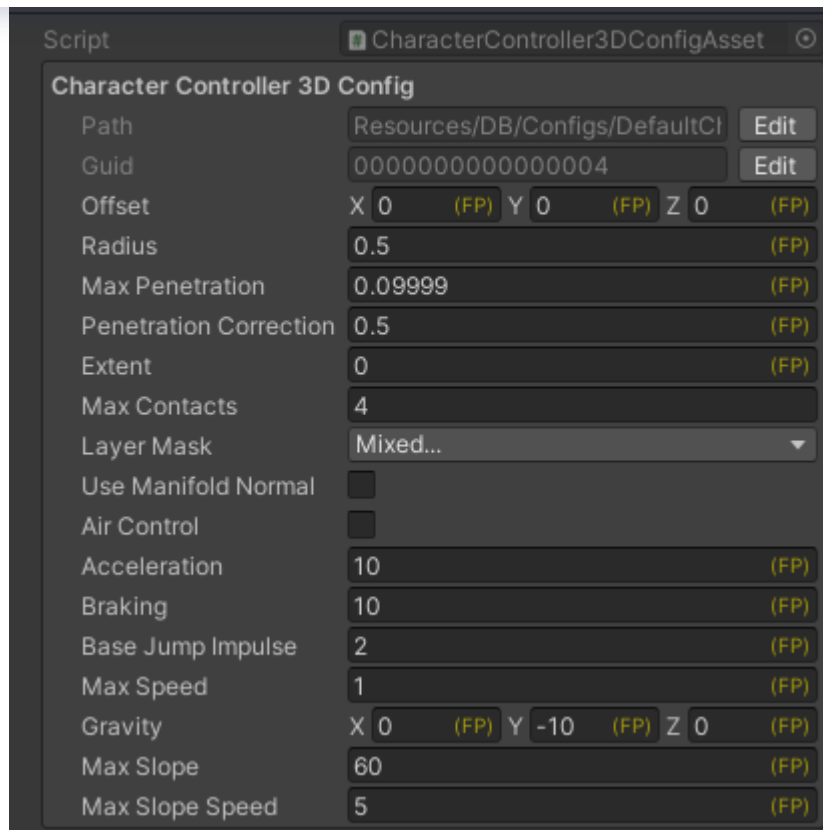 Script CharacterController3DConfigAsset
Character Controller 3D Config
Path Resources/DB/Configs/DefaultCh Edit
Guid 0000000000000004 Edit
Offset X 0 (FP) Y 0 (FP) Z 0 (FP)
Radius 0.5 (FP)
Max Penetration 0.09999 (FP)
Penetration Correction 0.5 (FP)
Extent 0 (FP)
Max Contacts 4
Layer Mask Mixed...
Use Manifold Normal
Air Control
Acceleration 10 (FP)
Braking 10 (FP)
Base Jump Impulse 2 (FP)
Max Speed 1 (FP)
Gravity X 0 (FP) Y -10 (FP) Z 0 (FP)
Max Slope 60 (FP)
Max Slope Speed 5 (FP)